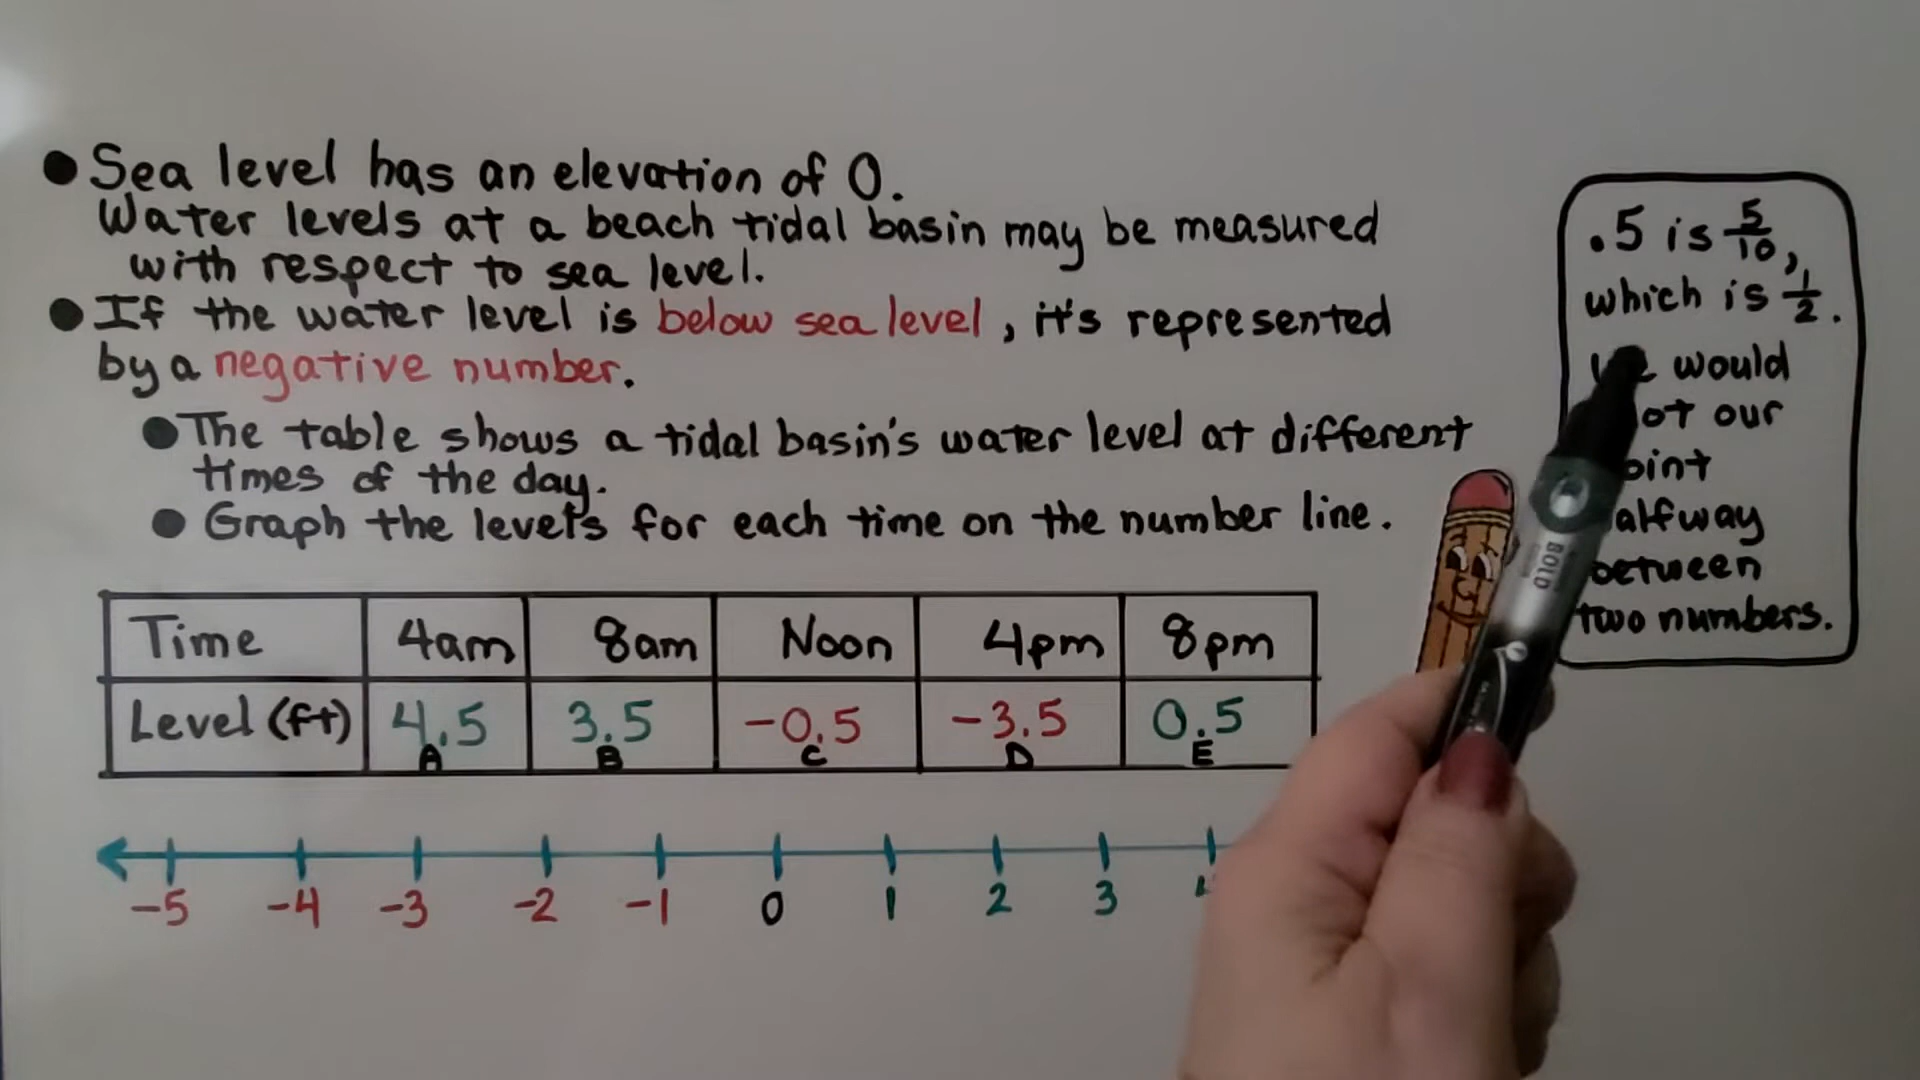 Sea level has an elevation of 0.
Water levels at a beach tidal basin may be measured
with respect to sea level.
If the water level is below sea level, it's represented
by a negative number.
The table shows a tidal basin's water level at different
times of the day.
Graph the levels for each time on the number line.
Time 4am 8am Noon 4pm 8pm
Level (ft) 4.5 3.5 -0.5 -3.5 0.5
A B C D E
-5 -4 -3 -2 -1 0 1 2 3
.5 is 5/10,
which is 1/2.
would
our
between
two numbers.
BOLD